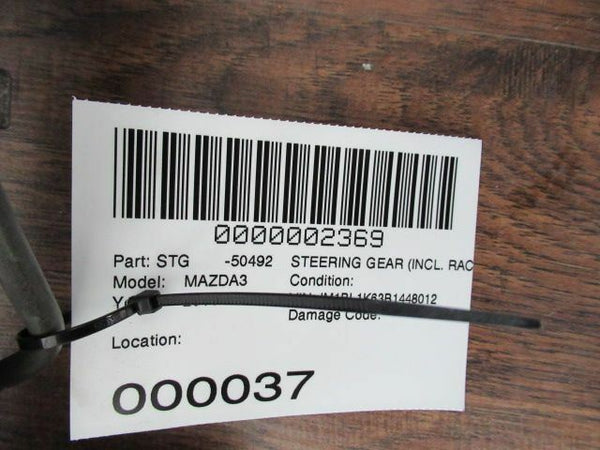 0000002369
Part: STG -50492 STEERING GEAR (INCL. RAC
Model: MAZDA3 Condition:
Damage Code:
Location:
000037